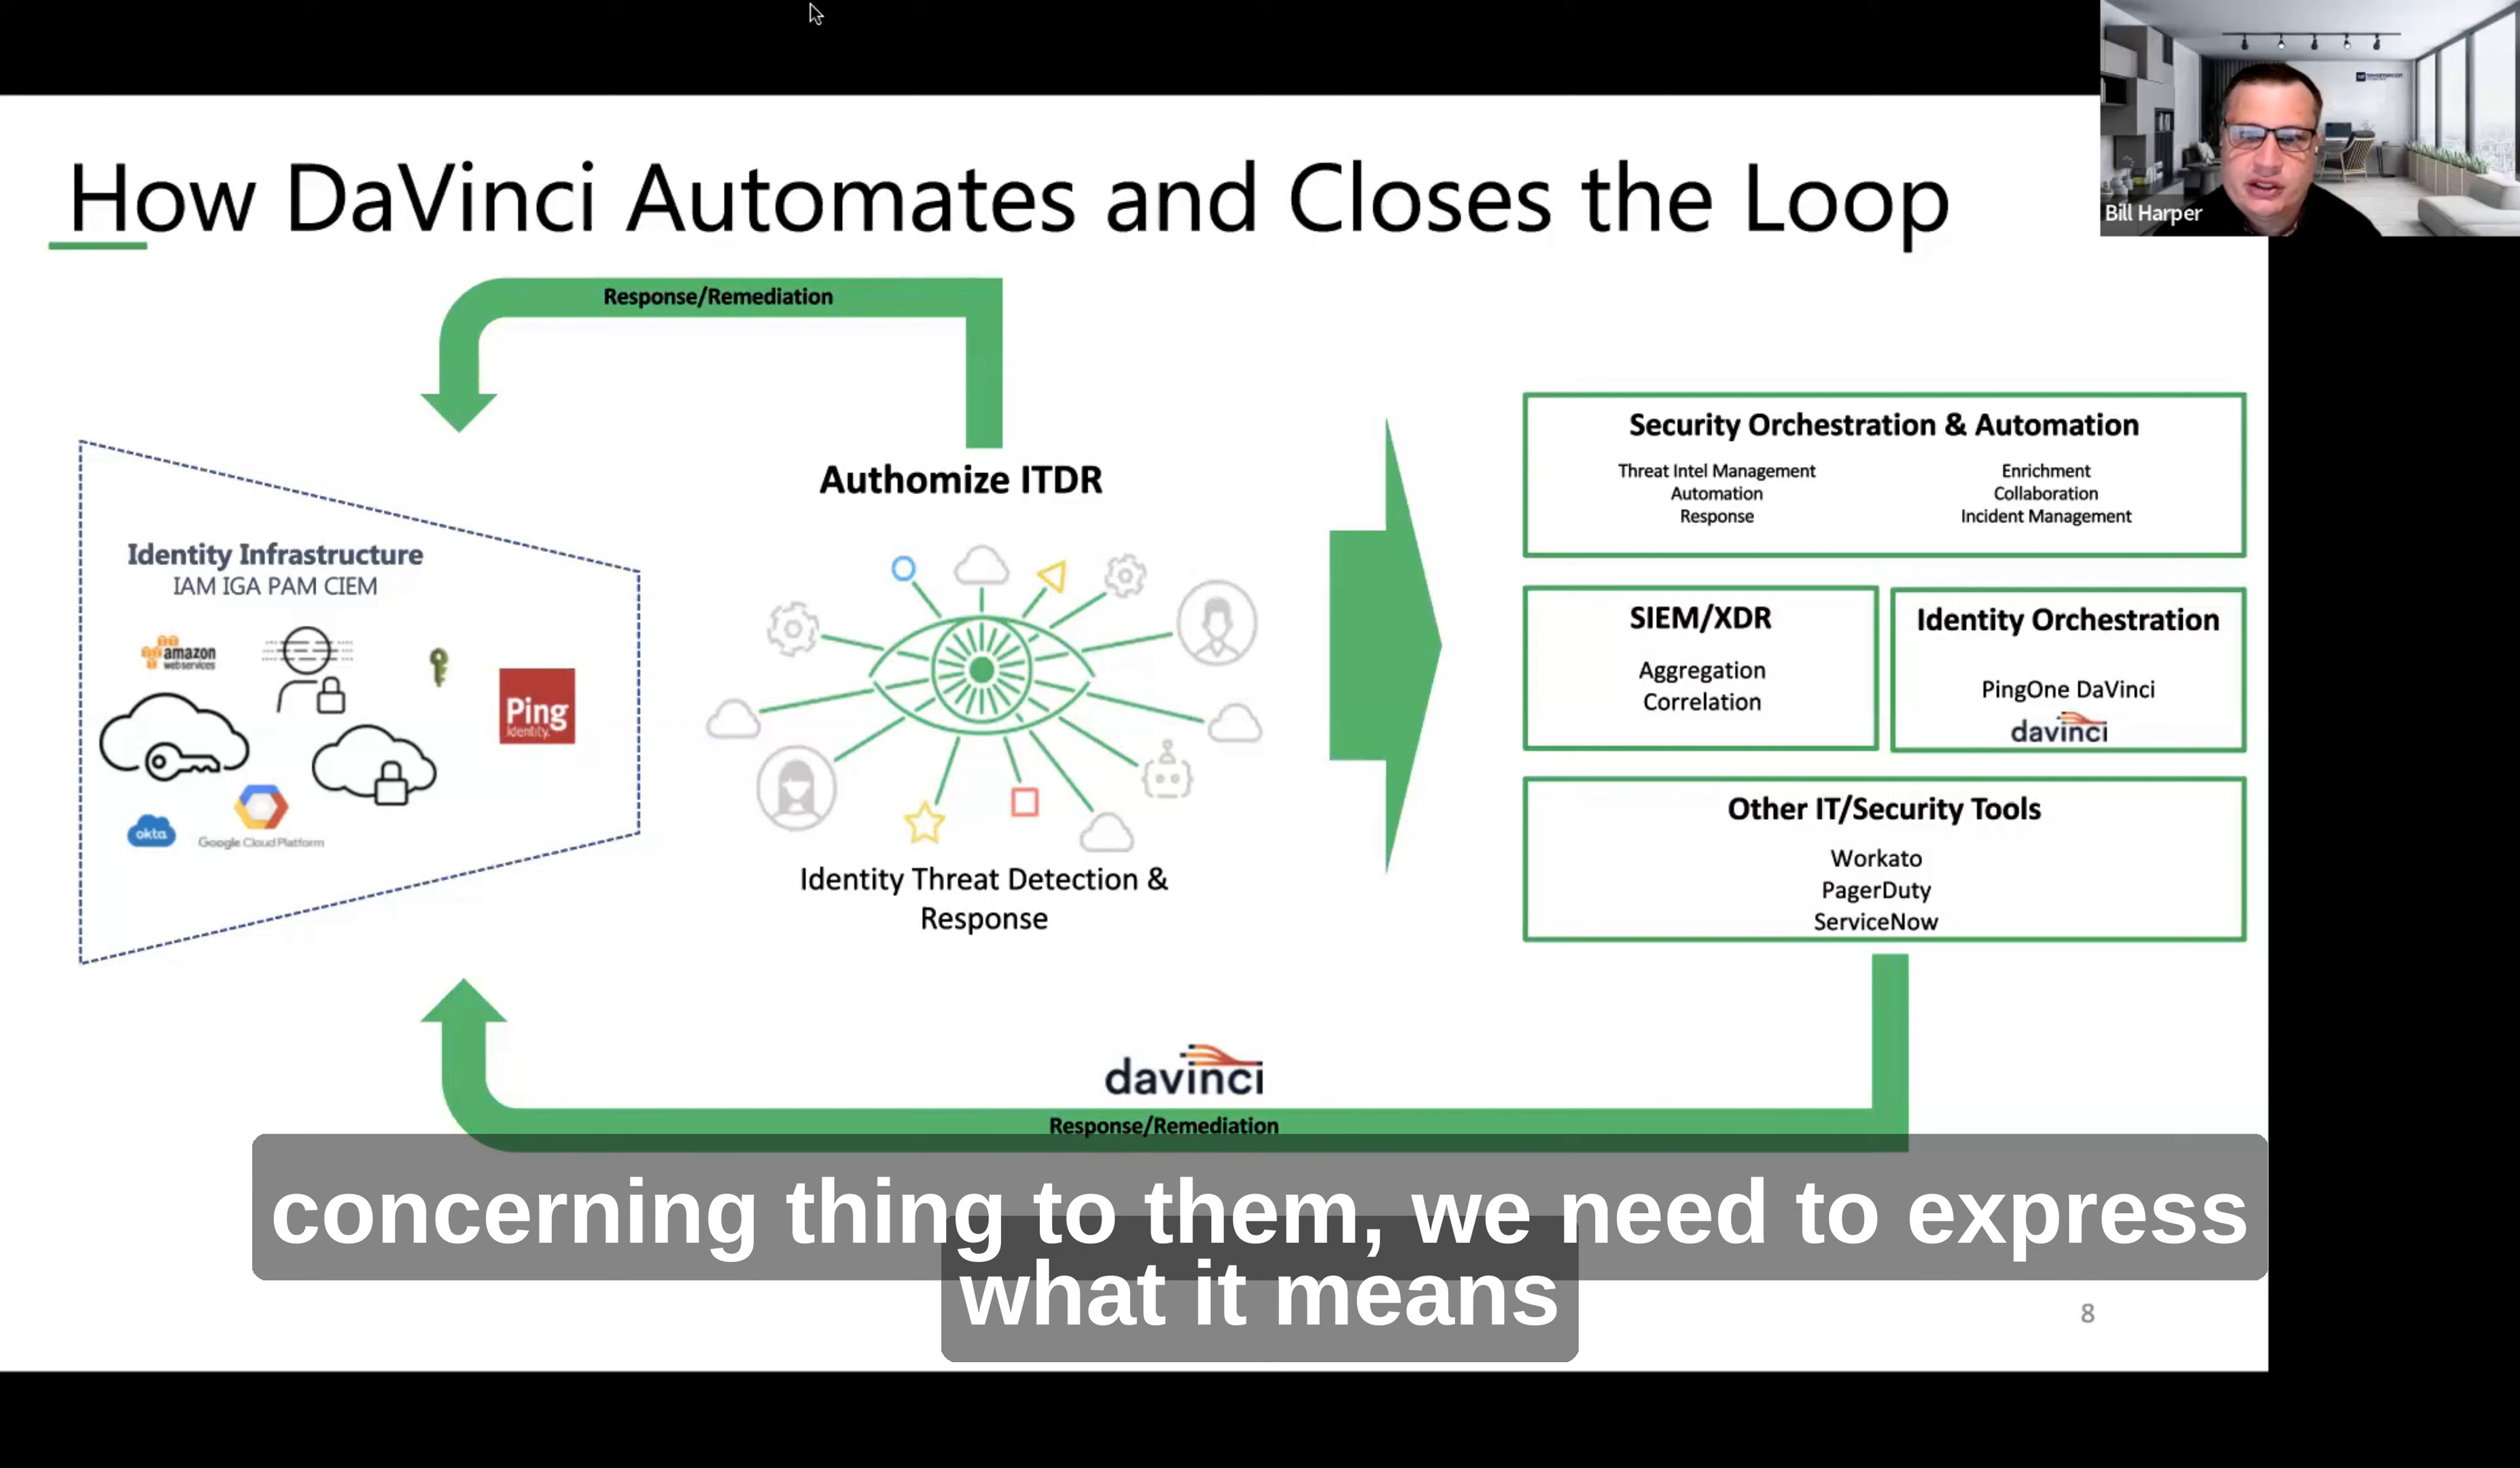 How DaVinci Automates and Closes the Loop
Bill Harper
Response/Remediation
Authomize ITDR
Identity Infrastructure
IAM IGA PAM CIEM
amazon
webservices
Ping
Identity.
okta
Google Cloud Platform
Identity Threat Detection &
Response
Security Orchestration & Automation
Threat Intel Management
Automation
Response
Enrichment
Collaboration
Incident Management
SIEM/XDR
Aggregation
Correlation
Identity Orchestration
PingOne DaVinci
davinci
Other IT/Security Tools
Workato
PagerDuty
ServiceNow
davinci
Response/Remediation
concerning thing to them, we need to express
what it means
8